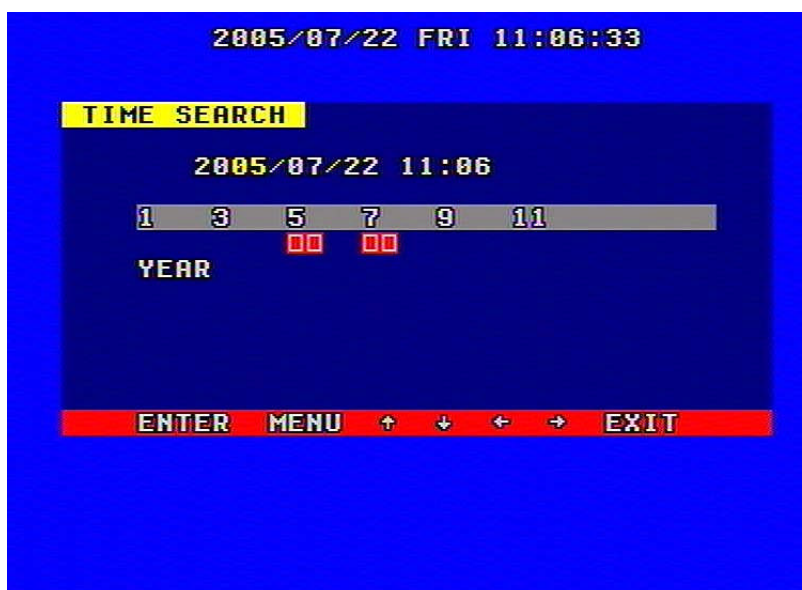 2005/07/22 FRI 11:06:33
TIME SEARCH
2005/07/22 11:06
1 3 5 7 9 11
YEAR
ENTER MENU ↑ ↓ ← → EXIT